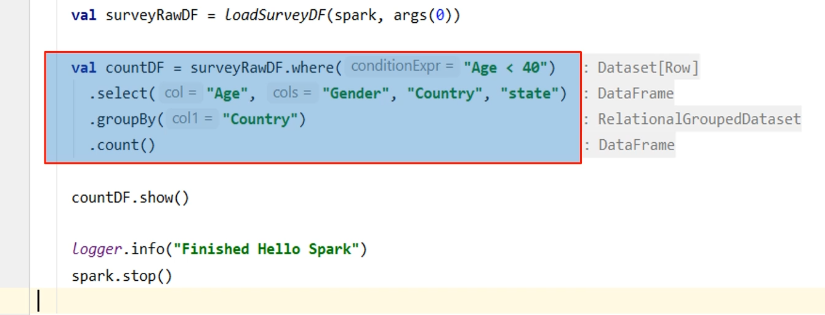 val surveyRawDF = loadSurveyDF(spark, args(0))
val countDF = surveyRawDF.where( conditionExpr = "Age < 40") : Dataset[Row]
.select( col = "Age", cols = "Gender", "Country", "state") : DataFrame
.groupBy( col1 = "Country") : RelationalGroupedDataset
.count() : DataFrame
countDF.show()
logger.info("Finished Hello Spark")
spark.stop()